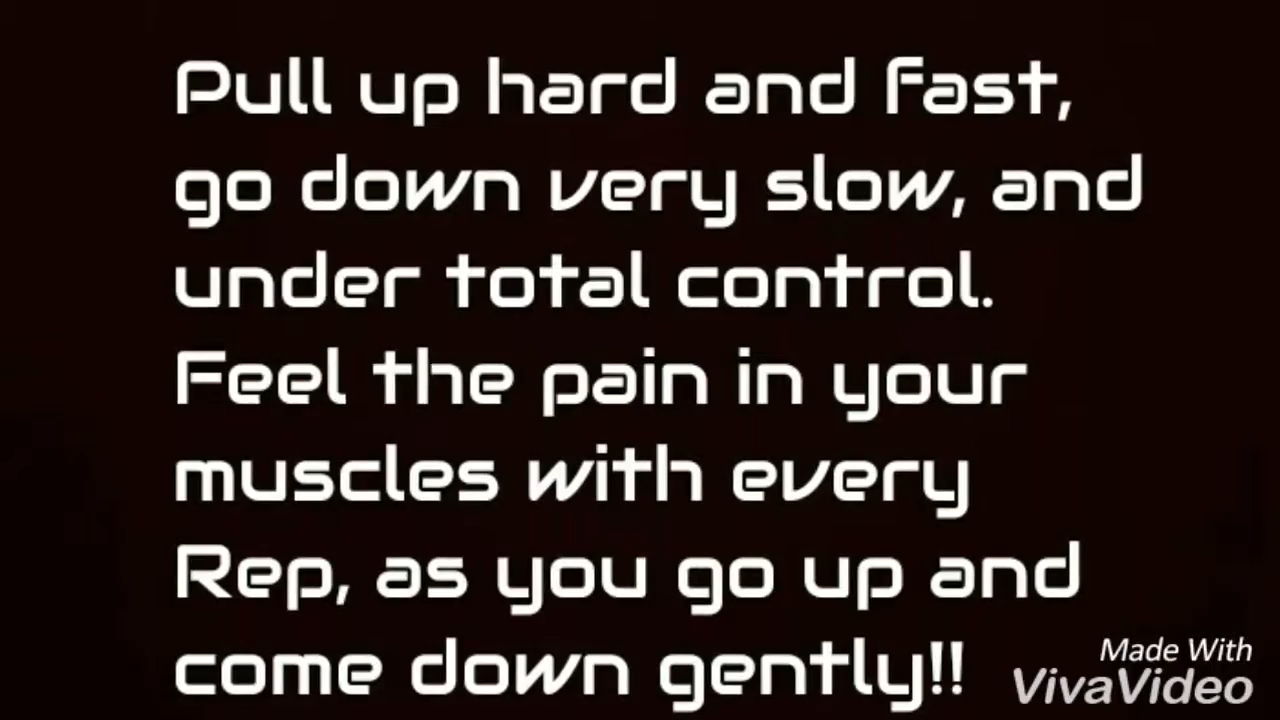 Pull up hard and fast,
go down very slow, and
under total control.
Feel the pain in your
muscles with every
Rep, as you go up and
come down gently!!
Made With
VivaVideo